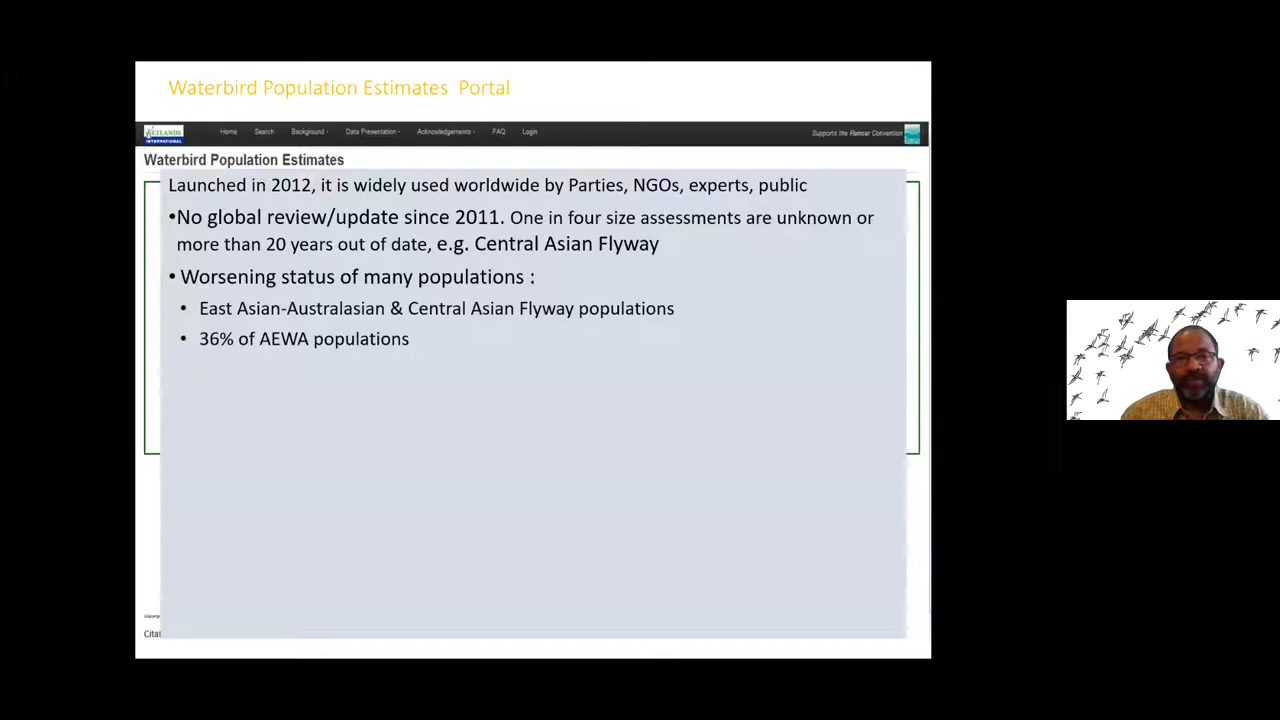 Waterbird Population Estimates Portal
WETLANDS
INTERNATIONAL
Home Search Background Data Presentation Acknowledgements FAQ Login
Supports the Ramsar Convention
Waterbird Population Estimates
Launched in 2012, it is widely used worldwide by Parties, NGOs, experts, public
•No global review/update since 2011. One in four size assessments are unknown or
more than 20 years out of date, e.g. Central Asian Flyway
• Worsening status of many populations :
• East Asian-Australasian & Central Asian Flyway populations
• 36% of AEWA populations
Citat